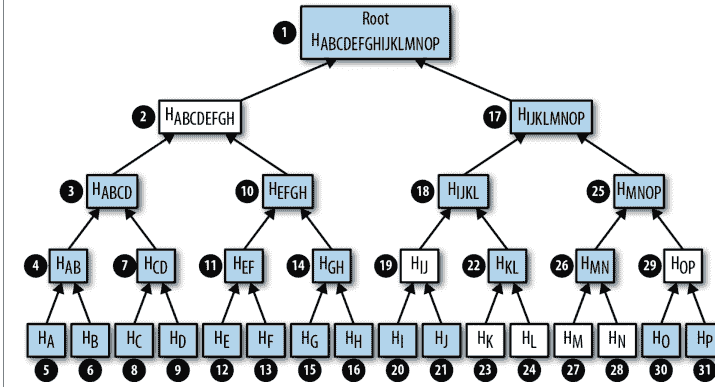 Root
1 HABCDEFGHIJKLMNOP
2 HABCDEFGH 17 HIJKLMNOP
3 HABCD 10 HEFGH 18 HIJKL 25 HMNOP
4 HAB 7 HCD 11 HEF 14 HGH 19 HIJ 22 HKL 26 HMN 29 HOP
HA HB HC HD HE HF HG HH HI HJ HK HL HM HN HO HP
5 6 8 9 12 13 15 16 20 21 23 24 27 28 30 31